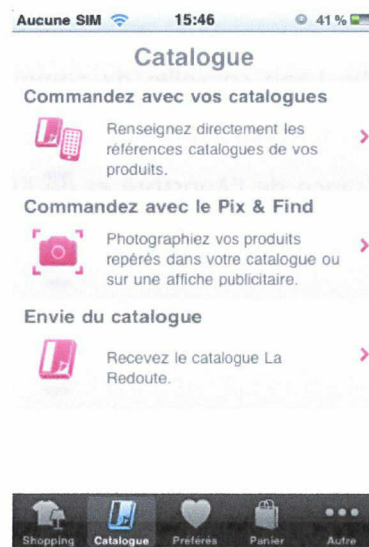 Aucune SIM 15:46 41 %
Catalogue
Commandez avec vos catalogues
Renseignez directement les
références catalogues de vos
produits.
Commandez avec le Pix & Find
Photographiez vos produits
repérés dans votre catalogue ou
sur une affiche publicitaire.
Envie du catalogue
Recevez le catalogue La
Redoute.
Shopping Catalogue Préférés Panier Autre